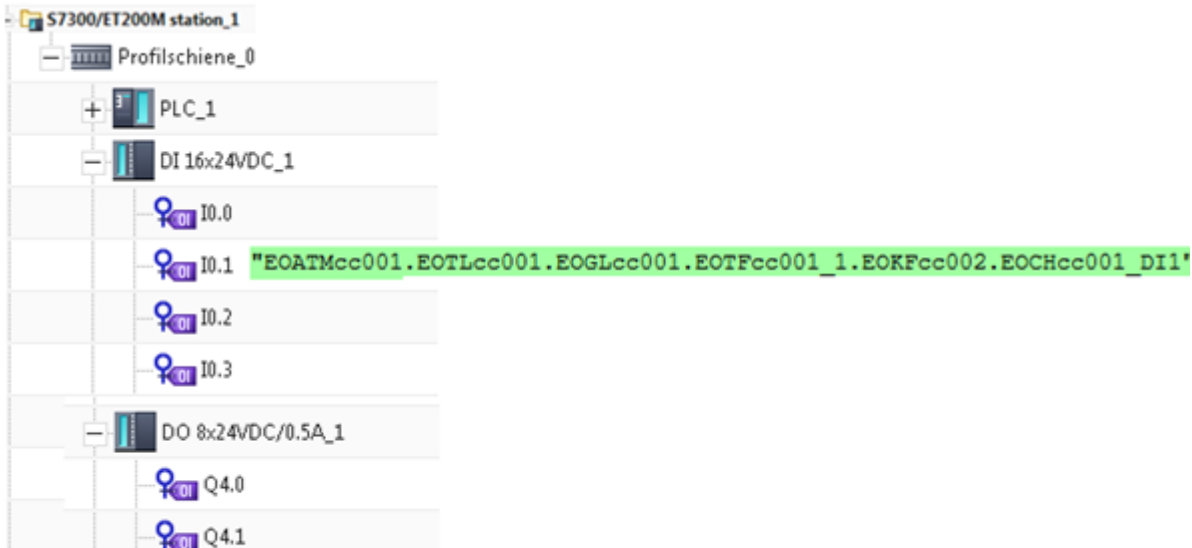 S7300/ET200M station_1
Profilschiene_0
PLC_1
DI 16x24VDC_1
I0.0
I0.1 "EOATMcc001.EOTLcc001.EOGLcc001.EOTFcc001_1.EOKFcc002.EOCHcc001_DI1"
I0.2
I0.3
DO 8x24VDC/0.5A_1
Q4.0
Q4.1